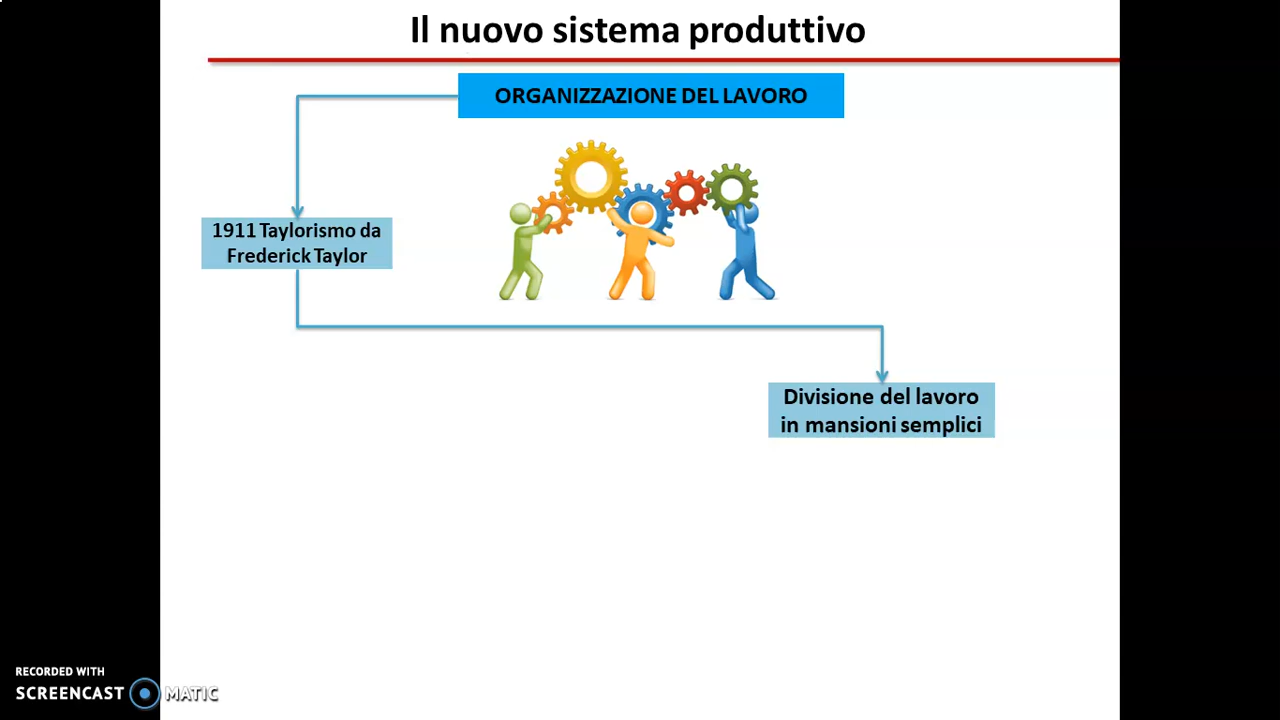 Il nuovo sistema produttivo
ORGANIZZAZIONE DEL LAVORO
1911 Taylorismo da
Frederick Taylor
Divisione del lavoro
in mansioni semplici
RECORDED WITH
SCREENCAST MATIC